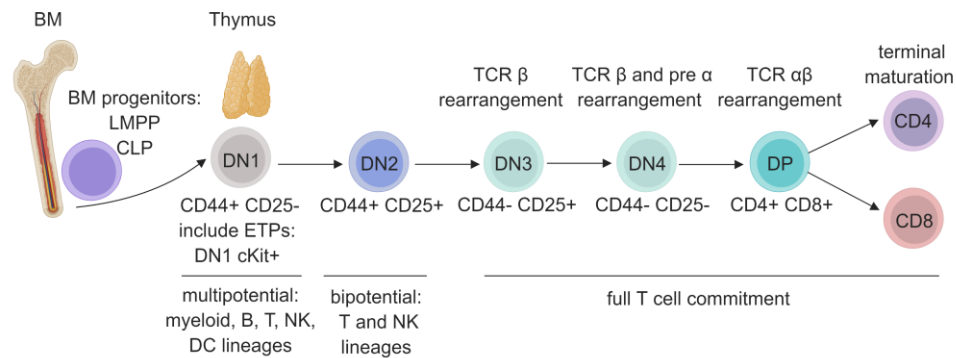 BM
Thymus
BM progenitors:
LMPP
CLP
TCR β
rearrangement
TCR β and pre α
rearrangement
TCR αβ
rearrangement
terminal
maturation
DN1
DN2
DN3
DN4
DP
CD4
CD8
CD44+ CD25-
include ETPs:
DN1 cKit+
CD44+ CD25+
CD44- CD25+
CD44- CD25-
CD4+ CD8+
multipotential:
myeloid, B, T, NK,
DC lineages
bipotential:
T and NK
lineages
full T cell commitment